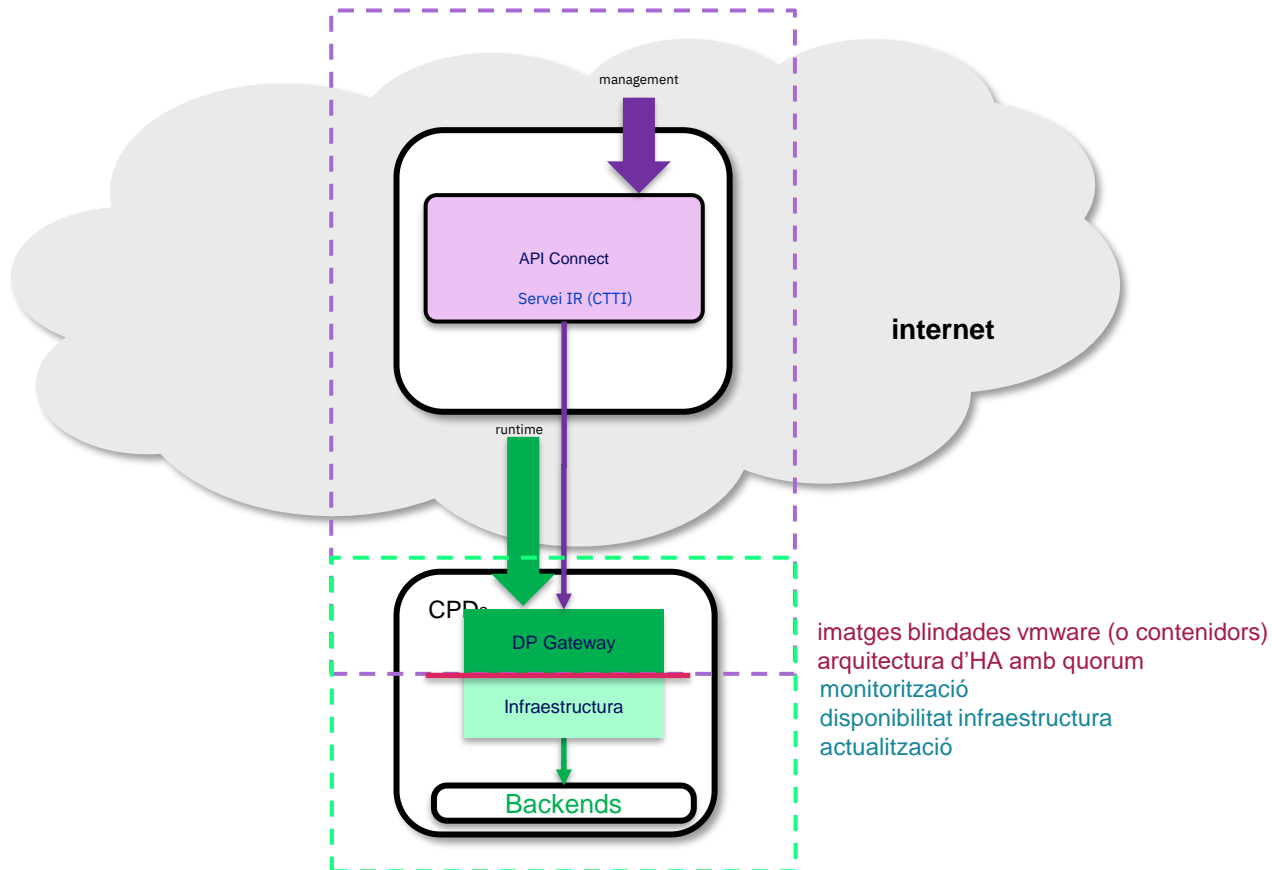 management
API Connect
Servei IR (CTTI)
internet
runtime
DP Gateway
imatges blindades vmware (o contenidors)
arquitectura d'HA amb quorum
monitorització
Infraestructura
disponibilitat infraestructura
actualització
Backends